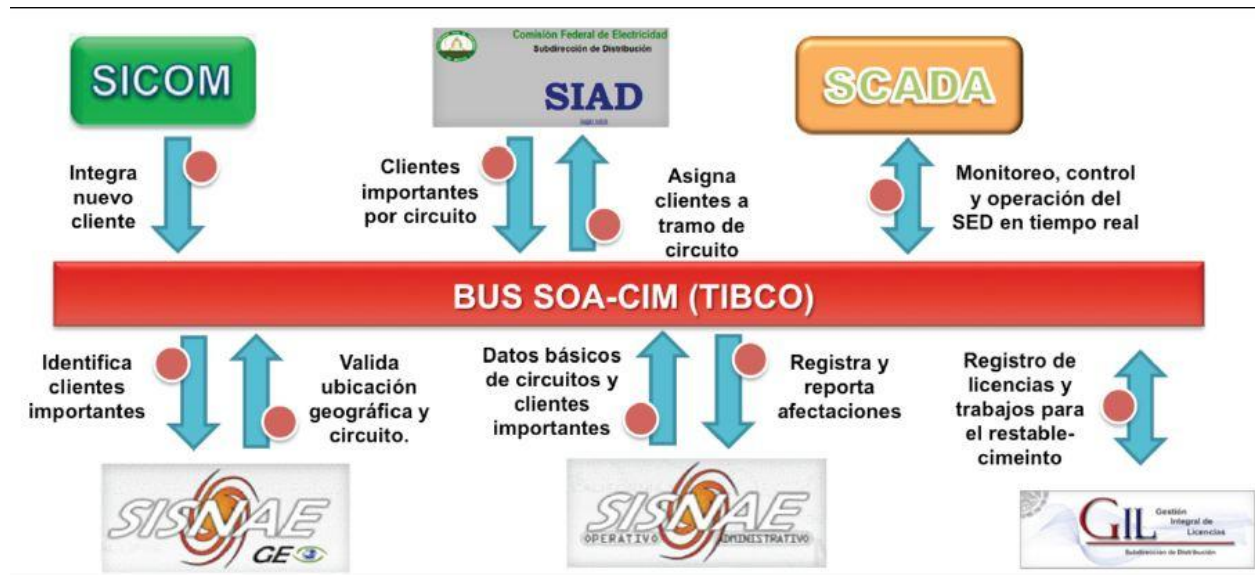 SICOM
Comisión Federal de Electricidad
Subdirección de Distribución
SIAD
SCADA
Integra
nuevo
cliente
Clientes
importantes
por circuito
Asigna
clientes a
tramo de
circuito
Monitoreo, control
y operación del
SED en tiempo real
BUS SOA-CIM (TIBCO)
Identifica
clientes
importantes
Valida
ubicación
geográfica y
circuito.
Datos básicos
de circuitos y
clientes
importantes
Registra y
reporta
afectaciones
Registro de
licencias y
trabajos para
el restable-
cimeinto
SISNAE
GEO
SISNAE
OPERATIVO ADMINISTRATIVO
GIL
Gestión
Integral de
Licencias
Subdirección de Distribución